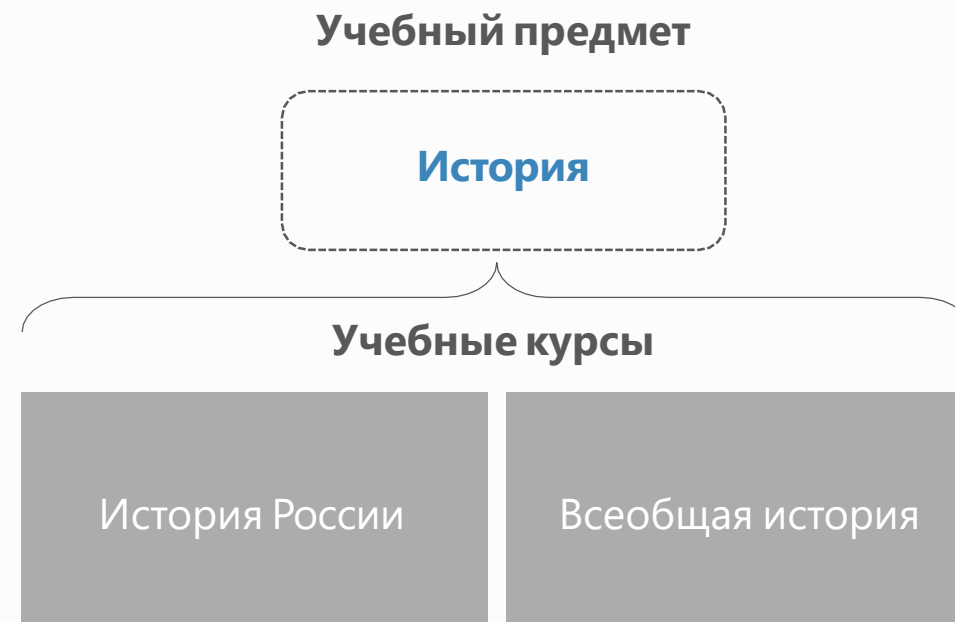 Учебный предмет
История
Учебные курсы
История России
Всеобщая история